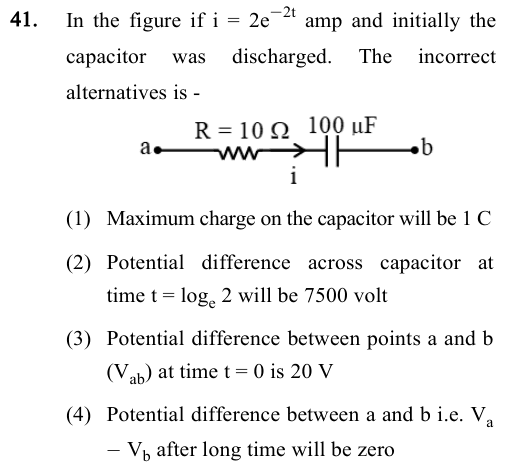 41. In the figure if i = 2e⁻²ᵗ amp and initially the
capacitor was discharged. The incorrect
alternatives is -
R = 10 Ω 100 μF
a b
i
(1) Maximum charge on the capacitor will be 1 C
(2) Potential difference across capacitor at
time t = logₑ 2 will be 7500 volt
(3) Potential difference between points a and b
(V_ab) at time t = 0 is 20 V
(4) Potential difference between a and b i.e. Vₐ
– V_b after long time will be zero